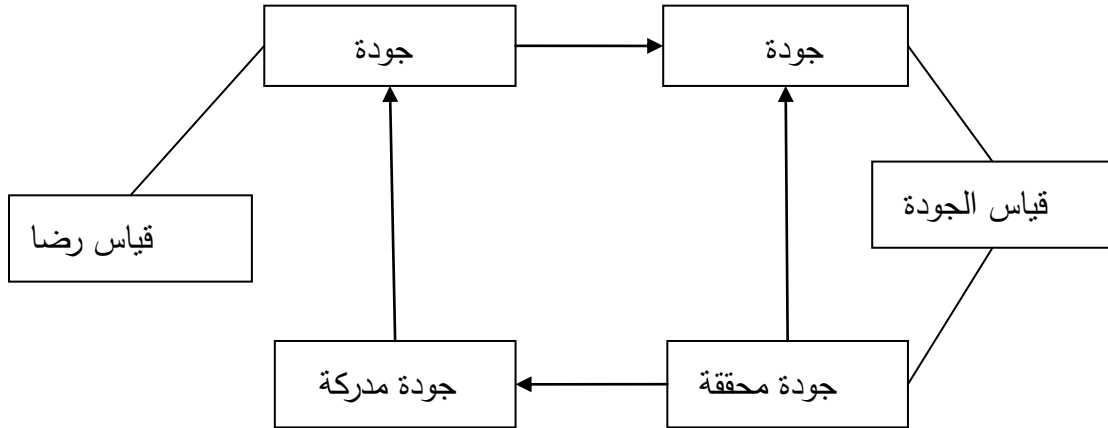 جودة
جودة
قياس الجودة
قياس رضا
جودة محققة
جودة مدركة